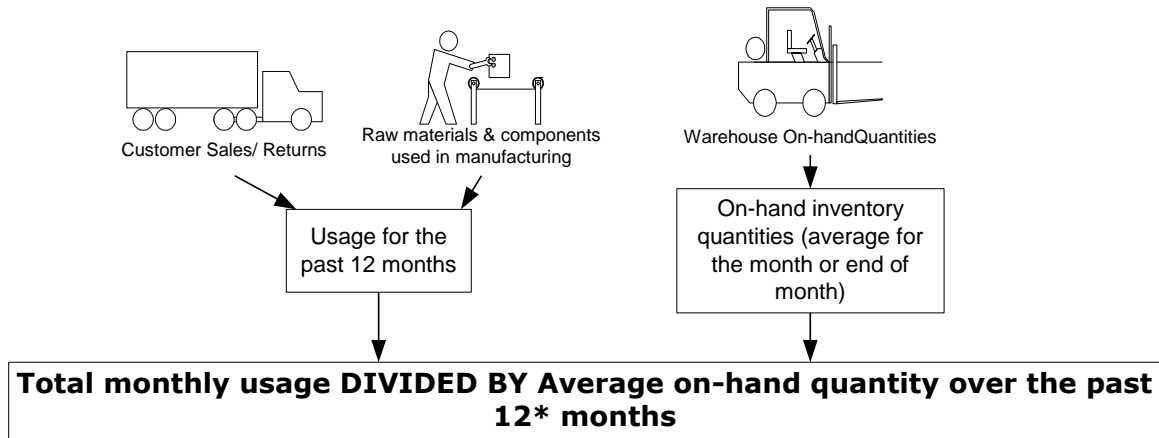 Customer Sales/ Returns
Raw materials & components
used in manufacturing
Warehouse On-handQuantities
Usage for the
past 12 months
On-hand inventory
quantities (average for
the month or end of
month)
Total monthly usage DIVIDED BY Average on-hand quantity over the past
12* months